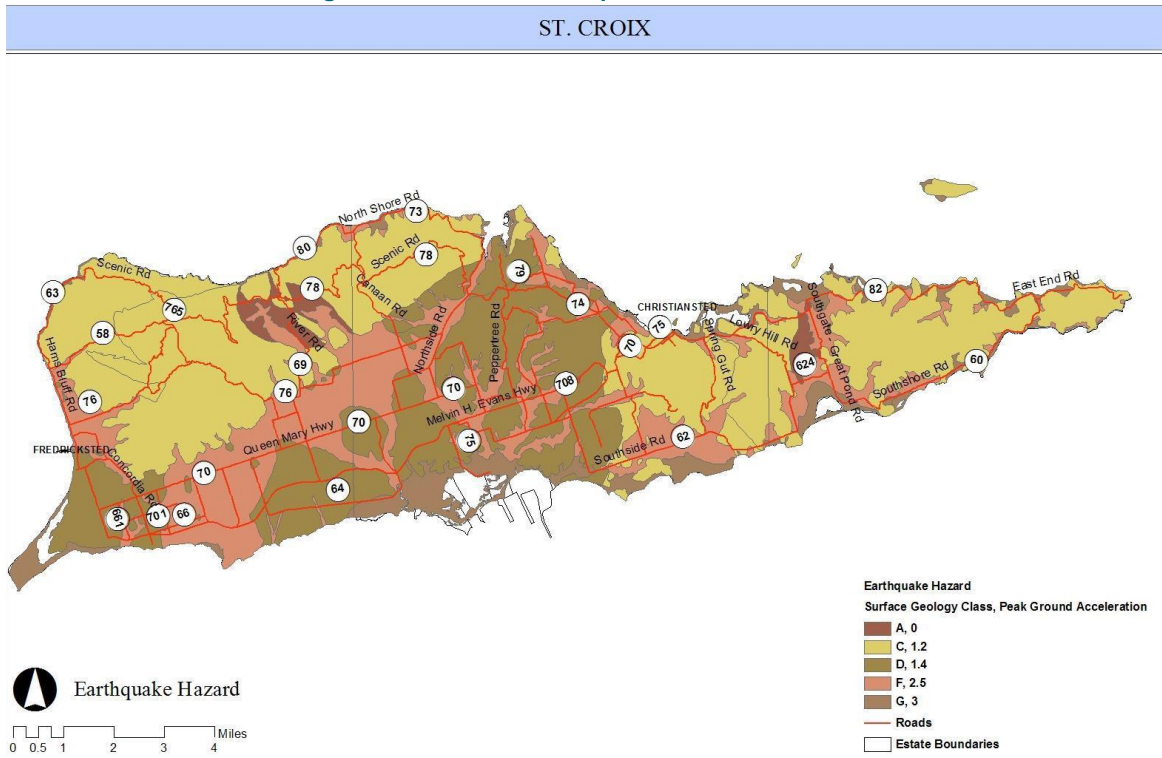 ST. CROIX
North Shore Rd
73
80
Scenic Rd
78
Scenic Rd
63
78
Canaan Rd
79
765
74
CHRISTIANSTED
82
East End Rd
58
River Rd
Northside Rd
Peppertree Rd
75
Lowry Hill Rd
Southgate - Great Pond Rd
70
Spring Gut Rd
Hams Bluff Rd
69
624
60
Southshore Rd
76
76
70
708
Melvin H. Evans Hwy
70
Queen Mary Hwy
75
62
Southside Rd
FREDRICKSTED
Concordia Rd
70
64
661
701
66
Earthquake Hazard
Surface Geology Class, Peak Ground Acceleration
A, 0
C, 1.2
D, 1.4
F, 2.5
G, 3
Roads
Estate Boundaries
Earthquake Hazard
Miles
0 0.5 1 2 3 4